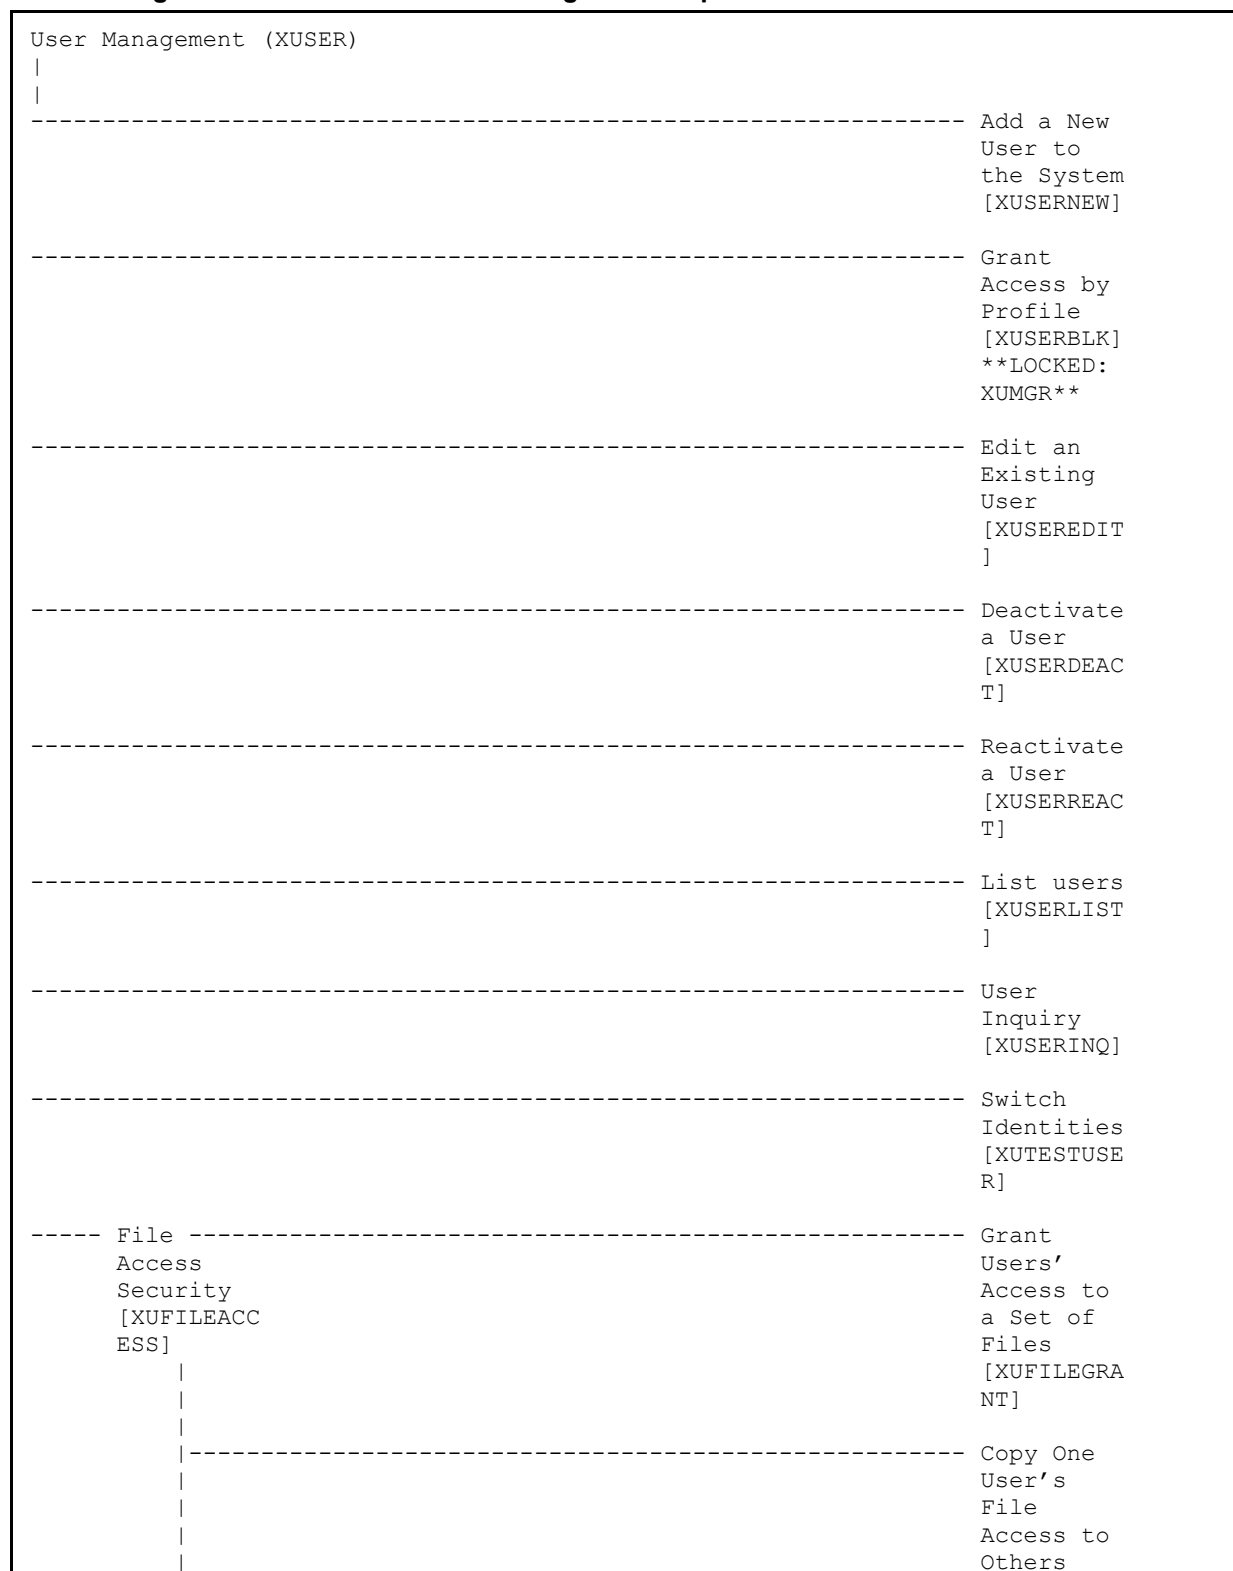 User Management (XUSER)
|
|
----------------------------------------------------------------- Add a New
User to
the System
[XUSERNEW]
----------------------------------------------------------------- Grant
Access by
Profile
[XUSERBLK]
**LOCKED:
XUMGR**
----------------------------------------------------------------- Edit an
Existing
User
[XUSEREDIT
]
----------------------------------------------------------------- Deactivate
a User
[XUSERDEAC
T]
----------------------------------------------------------------- Reactivate
a User
[XUSERREAC
T]
----------------------------------------------------------------- List users
[XUSERLIST
]
----------------------------------------------------------------- User
Inquiry
[XUSERINQ]
----------------------------------------------------------------- Switch
Identities
[XUTESTUSE
R]
----- File ------------------------------------------------------ Grant
Access Users’
Security Access to
[XUFILEACC a Set of
ESS] Files
| [XUFILEGRA
| NT]
|
|------------------------------------------------------ Copy One
| User’s
| File
| Access to
| Others